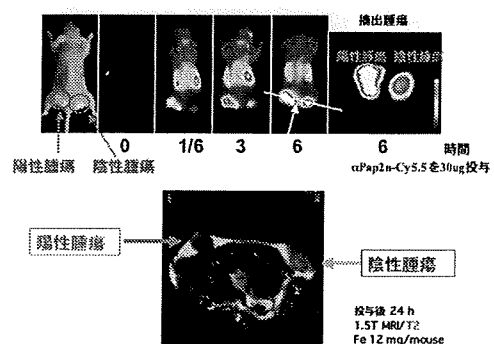 摘出腫瘍
陽性腫瘍 陰性腫瘍
0 1/6 3 6 6 時間
陽性腫瘍 陰性腫瘍
αPap2a-Cy5.5を30ug投与
陽性腫瘍
陰性腫瘍
投与後 24 h
1.5T MRI/T2
Fe 12 mg/mouse